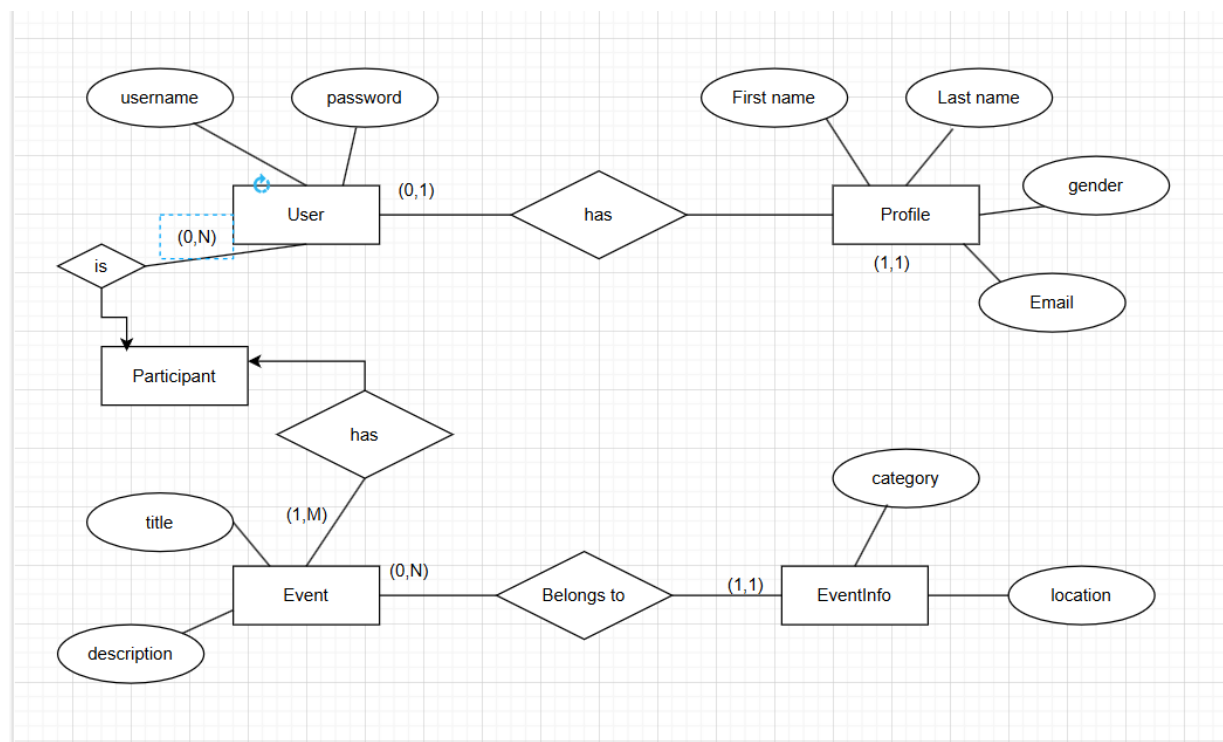 username
password
First name
Last name
gender
(0,1)
User
has
Profile
(0,N)
(1,1)
is
Email
Participant
has
category
title
(1,M)
(0,N)
Event
Belongs to
(1,1)
EventInfo
location
description